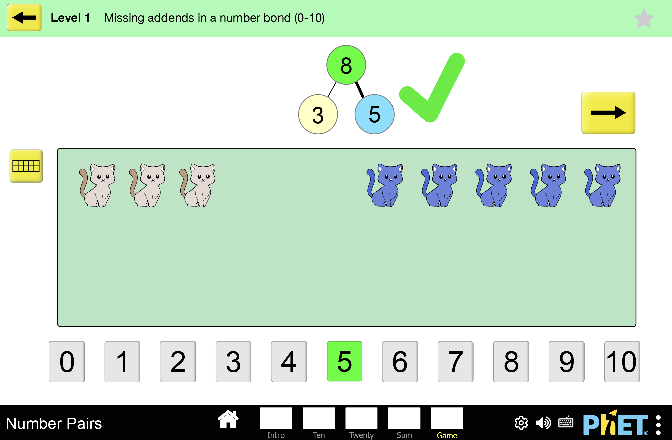 Level 1 Missing addends in a number bond (0-10)
8
3 5
0 1 2 3 4 5 6 7 8 9 10
Number Pairs
Intro Ten Twenty Sum Game
PhET